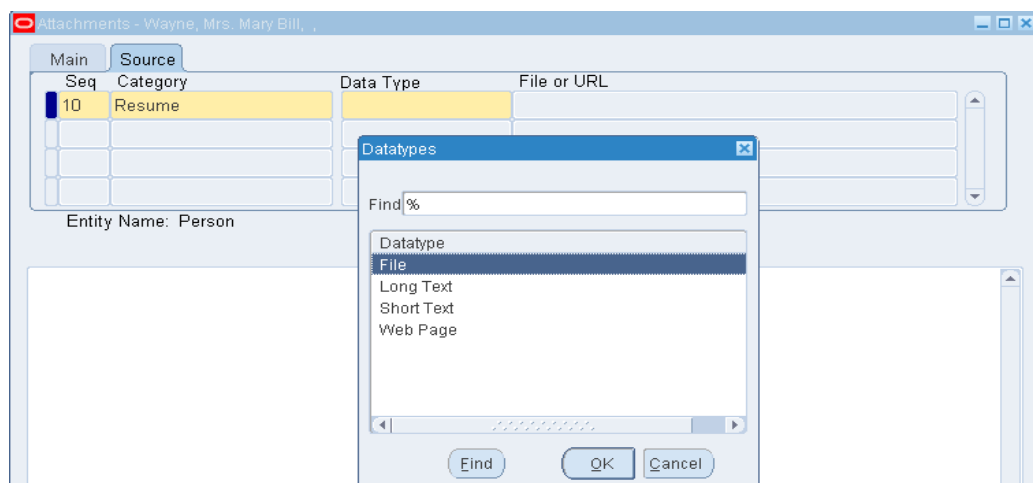 Attachments - Wayne, Mrs. Mary Bill, ,
Main Source
Seq Category Data Type File or URL
10 Resume
Datatypes
Find %
Entity Name: Person
Datatype
File
Long Text
Short Text
Web Page
Find OK Cancel